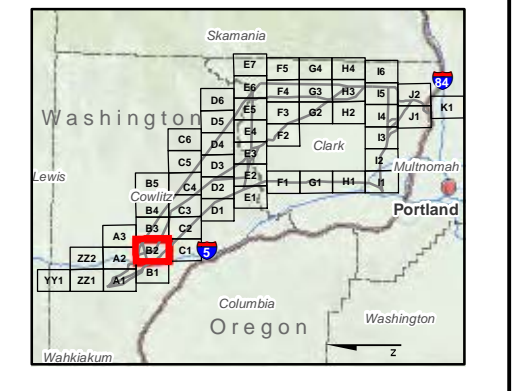 Skamania
E7 F5 G4 H4 I6
84
E6 F4 G3 H3 I5 J2
D6 K1
Washington E5 F3 G2 H2 I4 J1
D5
C6 E4 F2 I3
D4 Clark
C5 E3 I2
Lewis D3 Multnomah
B5 C4 E2 F1 G1 H1 I1
Cowlitz D2
B4 C3 E1 Portland
D1
B3 C2
A3
B2 C1 5
ZZ2 A2
B1
YY1 ZZ1 A1
Columbia
Washington
Oregon
Z
Wahkiakum